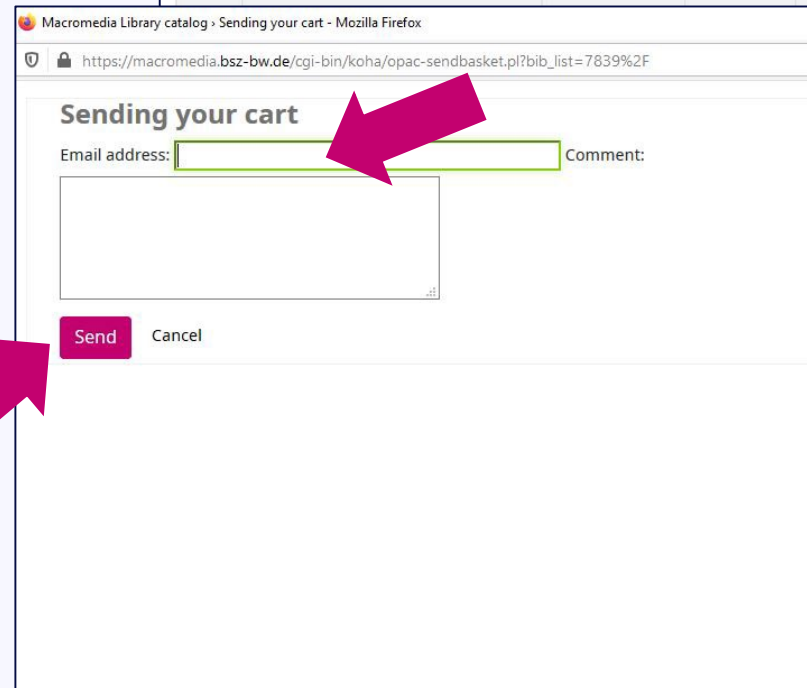 Macromedia Library catalog › Sending your cart - Mozilla Firefox
https://macromedia.bsz-bw.de/cgi-bin/koha/opac-sendbasket.pl?bib_list=7839%2F
Sending your cart
Email address: Comment:
Send Cancel